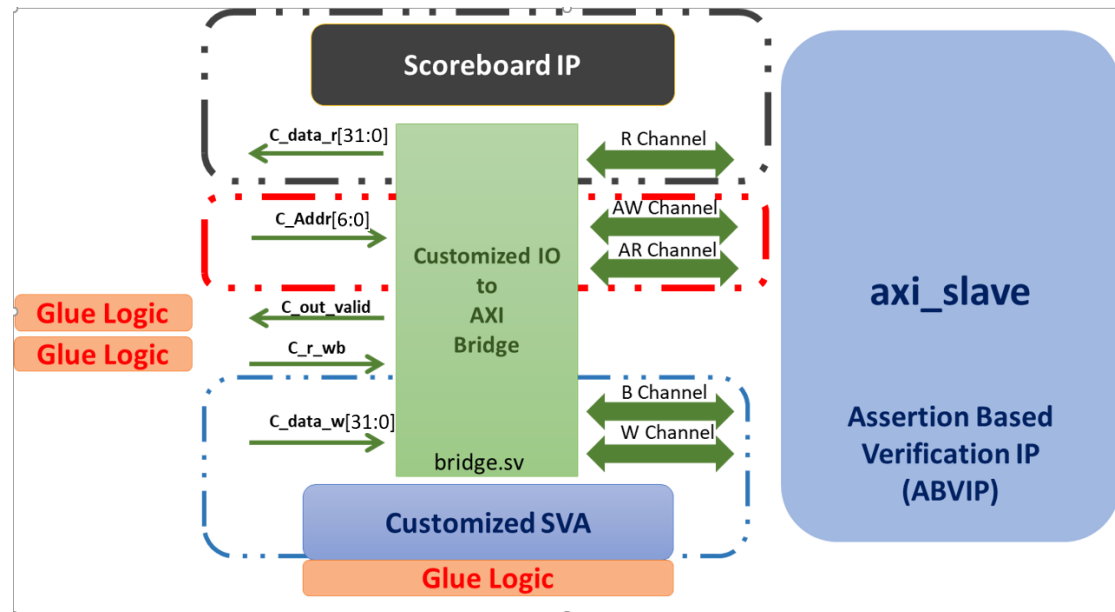 Scoreboard IP
C_data_r[31:0]
R Channel
C_Addr[6:0]
AW Channel
AR Channel
Customized IO
to
AXI
Bridge
axi_slave
Glue Logic
C_out_valid
Glue Logic
C_r_wb
B Channel
C_data_w[31:0]
W Channel
bridge.sv
Assertion Based
Verification IP
(ABVIP)
Customized SVA
Glue Logic